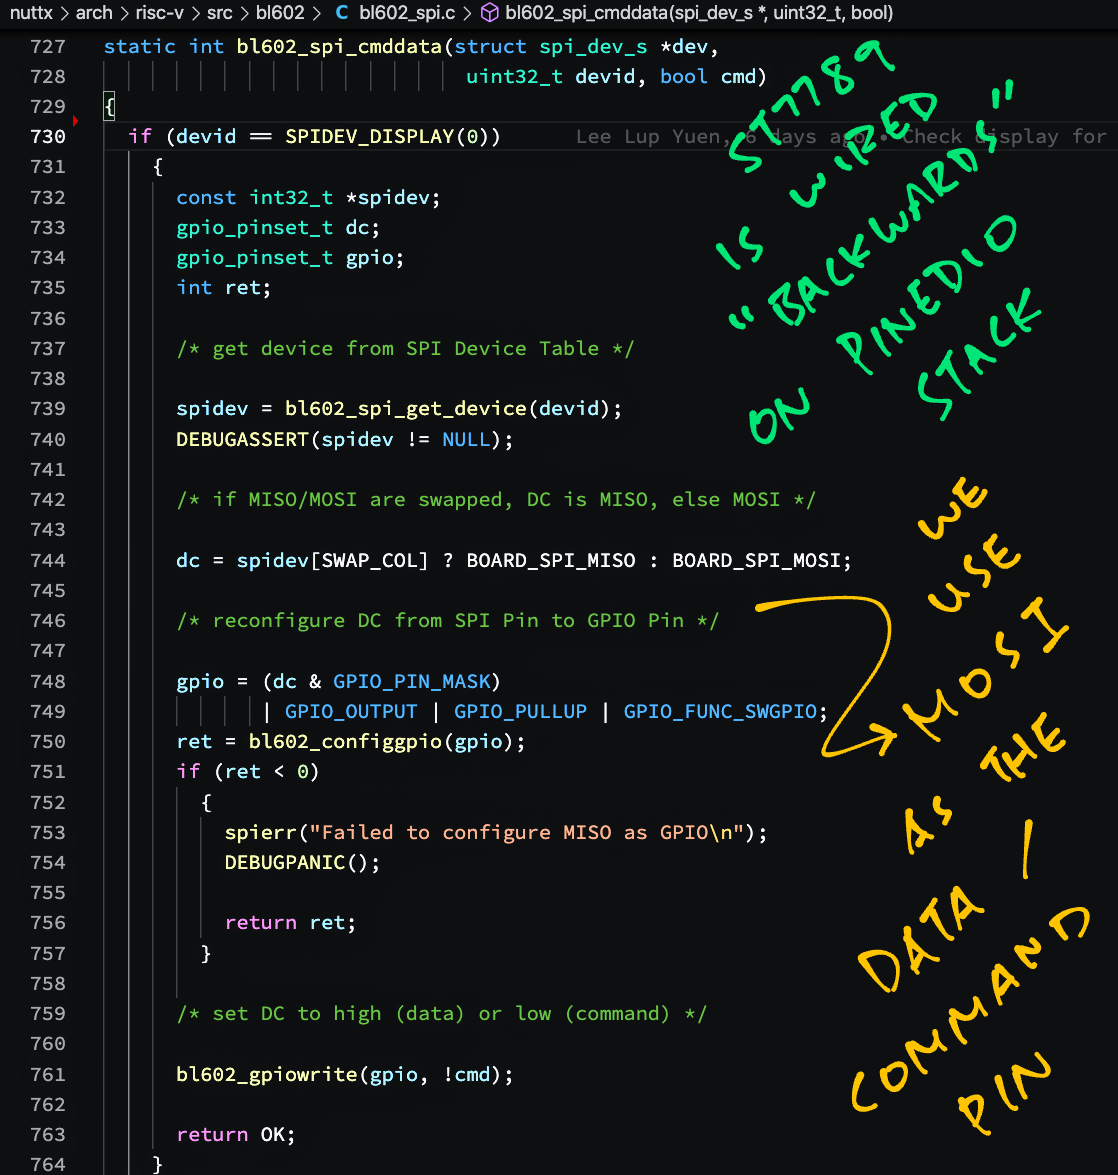 nuttx > arch > risc-v > src > bl602 > C bl602_spi.c > bl602_spi_cmddata(spi_dev_s *, uint32_t, bool)
727 static int bl602_spi_cmddata(struct spi_dev_s *dev,
728 uint32_t devid, bool cmd)
729 {
730 if (devid == SPIDEV_DISPLAY(0)) Lee Lup Yuen, 6 days ago • Check display for
731 {
732 const int32_t *spidev;
733 gpio_pinset_t dc;
734 gpio_pinset_t gpio;
735 int ret;
736
737 /* get device from SPI Device Table */
738
739 spidev = bl602_spi_get_device(devid);
740 DEBUGASSERT(spidev != NULL);
741
742 /* if MISO/MOSI are swapped, DC is MISO, else MOSI */
743
744 dc = spidev[SWAP_COL] ? BOARD_SPI_MISO : BOARD_SPI_MOSI;
745
746 /* reconfigure DC from SPI Pin to GPIO Pin */
747
748 gpio = (dc & GPIO_PIN_MASK)
749 | GPIO_OUTPUT | GPIO_PULLUP | GPIO_FUNC_SWGPIO;
750 ret = bl602_configgpio(gpio);
751 if (ret < 0)
752 {
753 spierr("Failed to configure MISO as GPIO\n");
754 DEBUGPANIC();
755
756 return ret;
757 }
758
759 /* set DC to high (data) or low (command) */
760
761 bl602_gpiowrite(gpio, !cmd);
762
763 return OK;
764 }
ST7789
IS WIRED
"BACKWARDS"
ON PINEDIO
STACK
WE
USE
MOSI
AS THE
DATA /
COMMAND
PIN